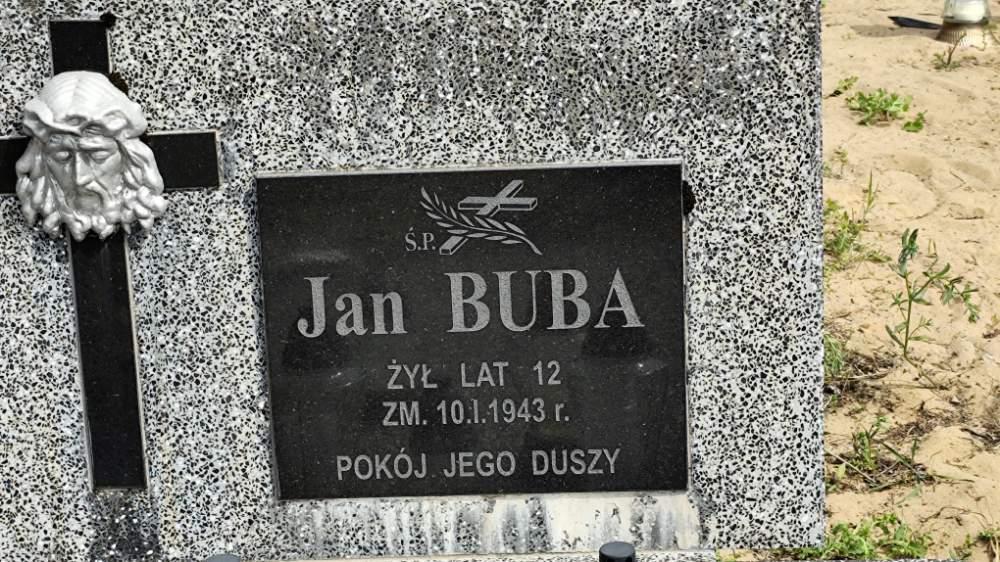 Ś.P.
Jan BUBA
ŻYŁ LAT 12
ZM. 10.I.1943 r.
POKÓJ JEGO DUSZY